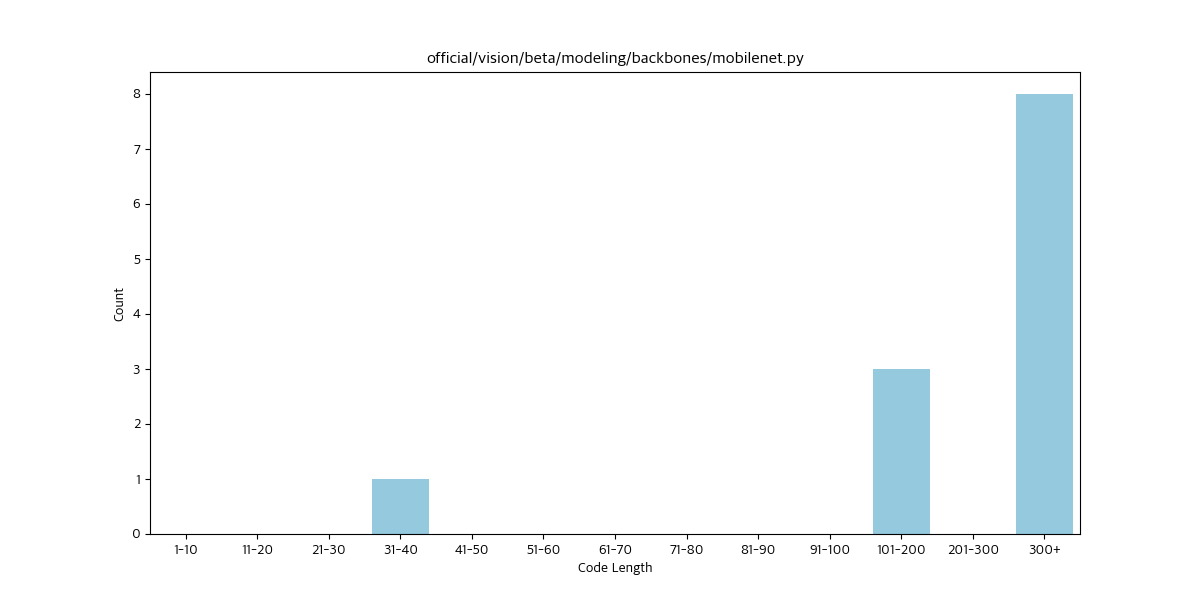 official/vision/beta/modeling/backbones/mobilenet.py
8
7
6
5
4
3
2
1
0
Count
1-10 11-20 21-30 31-40 41-50 51-60 61-70 71-80 81-90 91-100 101-200 201-300 300+
Code Length